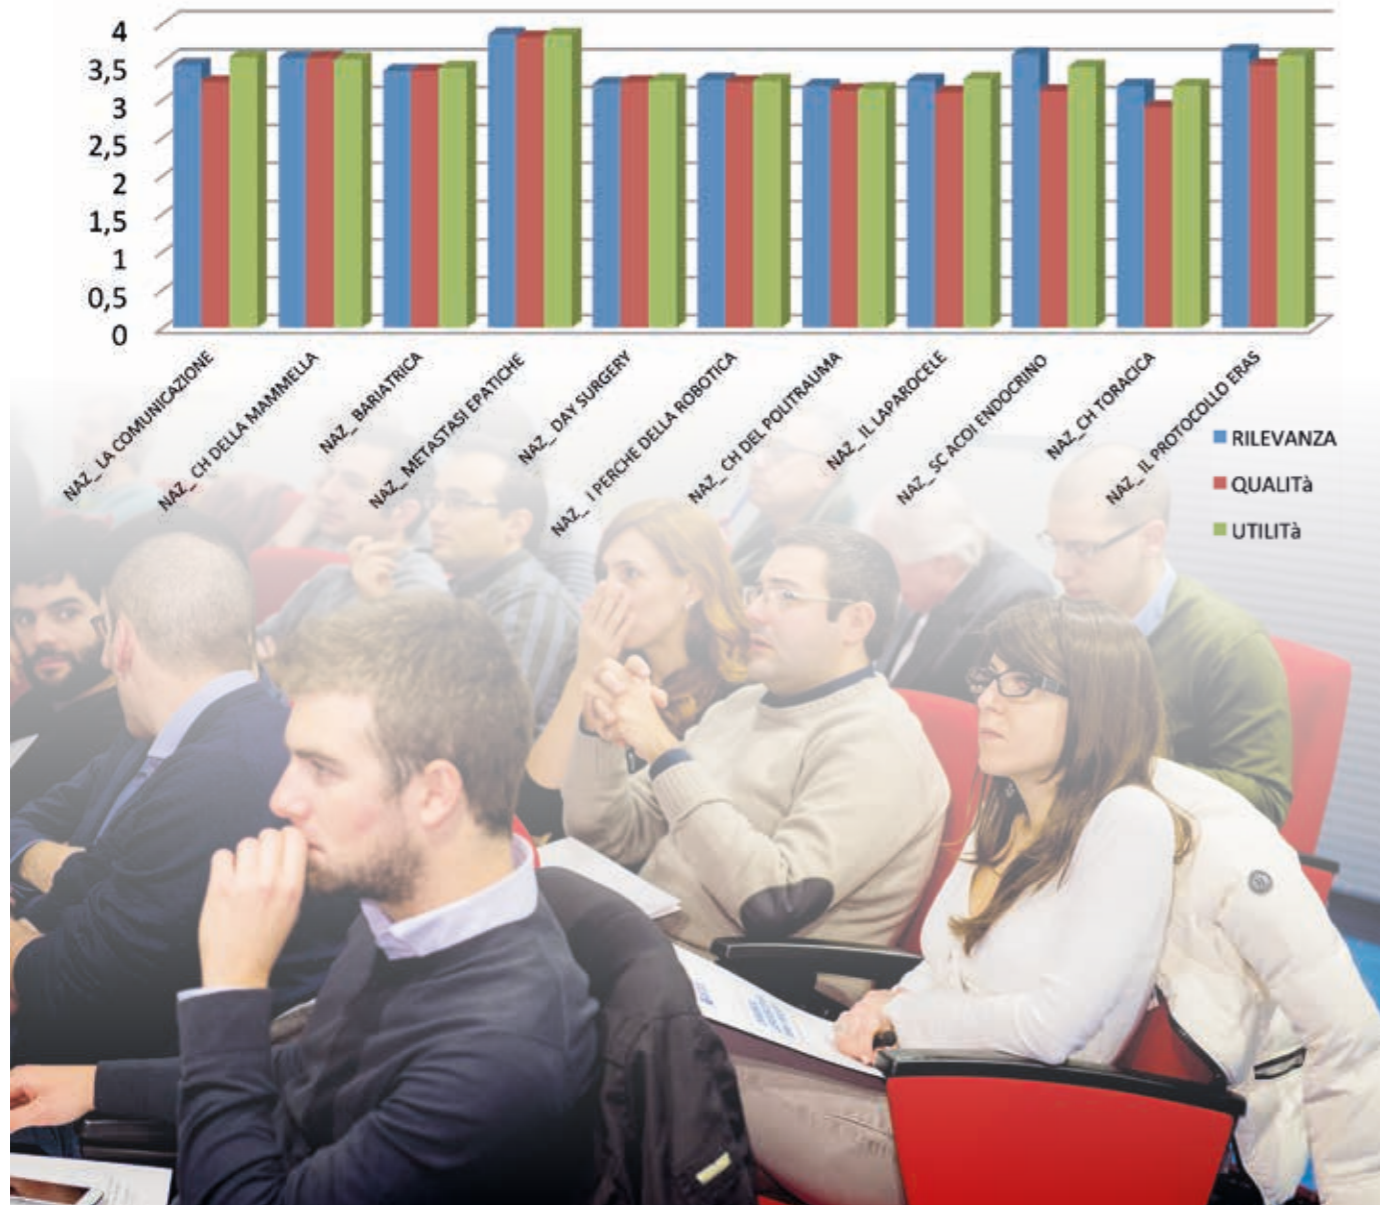 4
3,5
3
2,5
2
1,5
1
0,5
0
NAZ_ LA COMUNICAZIONE
NAZ_ CH DELLA MAMMELLA
NAZ_ BARIATRICA
NAZ_ METASTASI EPATICHE
NAZ_ DAY SURGERY
NAZ_ I PERCHE DELLA ROBOTICA
NAZ_ CH DEL POLITRAUMA
NAZ_ IL LAPAROCELE
NAZ_ SC ACOI ENDOCRINO
NAZ_CH TORACICA
NAZ_ IL PROTOCOLLO ERAS
RILEVANZA
QUALITà
UTILITà